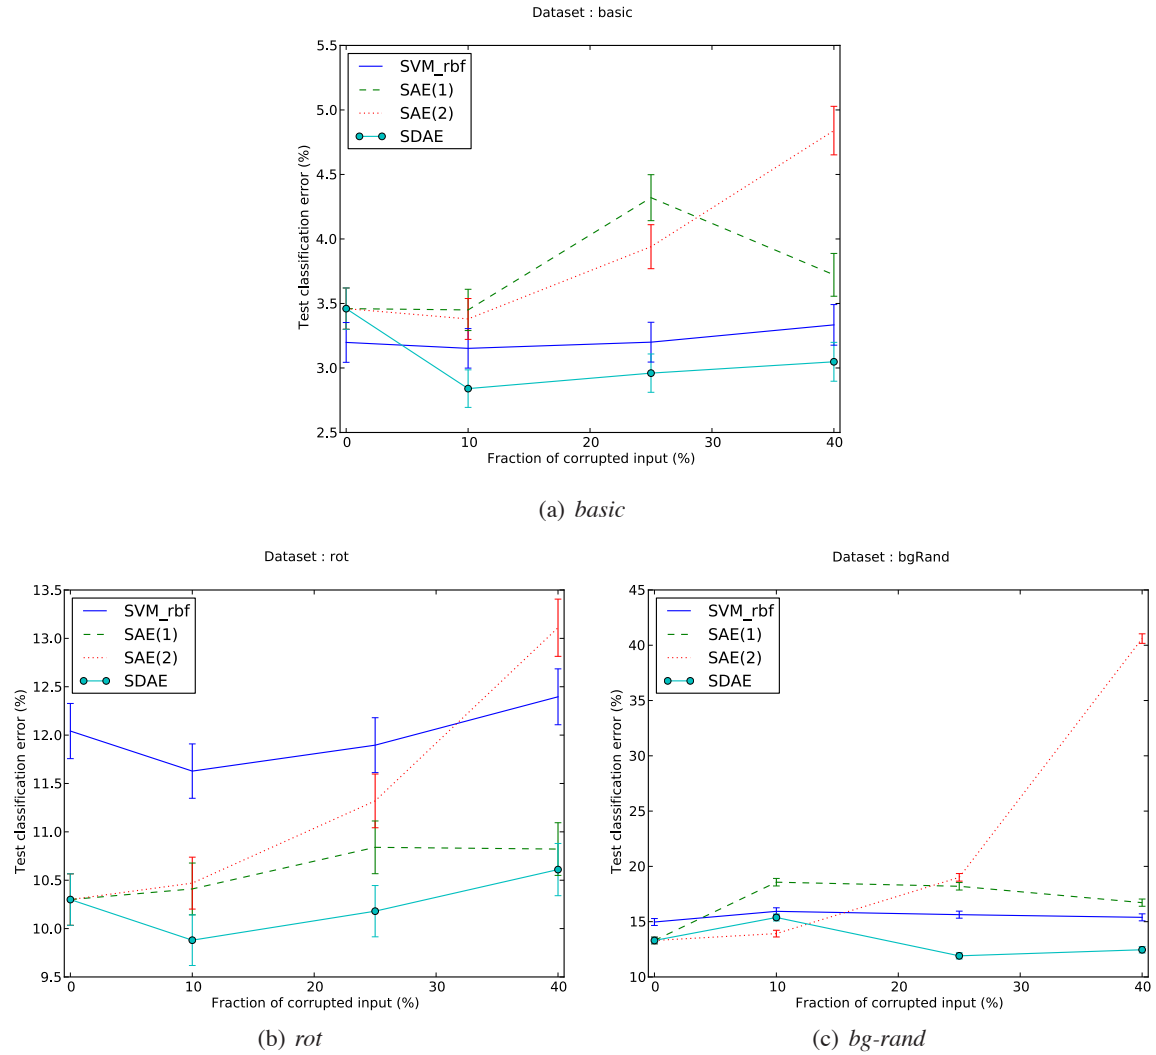 Dataset : basic
5.5
5.0
4.5
4.0
3.5
3.0
2.5
Test classification error (%)
SVM_rbf
SAE(1)
SAE(2)
SDAE
0 10 20 30 40
Fraction of corrupted input (%)
(a) basic
Dataset : rot
13.5
13.0
12.5
12.0
11.5
11.0
10.5
10.0
9.5
Test classification error (%)
SVM_rbf
SAE(1)
SAE(2)
SDAE
0 10 20 30 40
Fraction of corrupted input (%)
(b) rot
Dataset : bgRand
45
40
35
30
25
20
15
10
Test classification error (%)
SVM_rbf
SAE(1)
SAE(2)
SDAE
0 10 20 30 40
Fraction of corrupted input (%)
(c) bg-rand